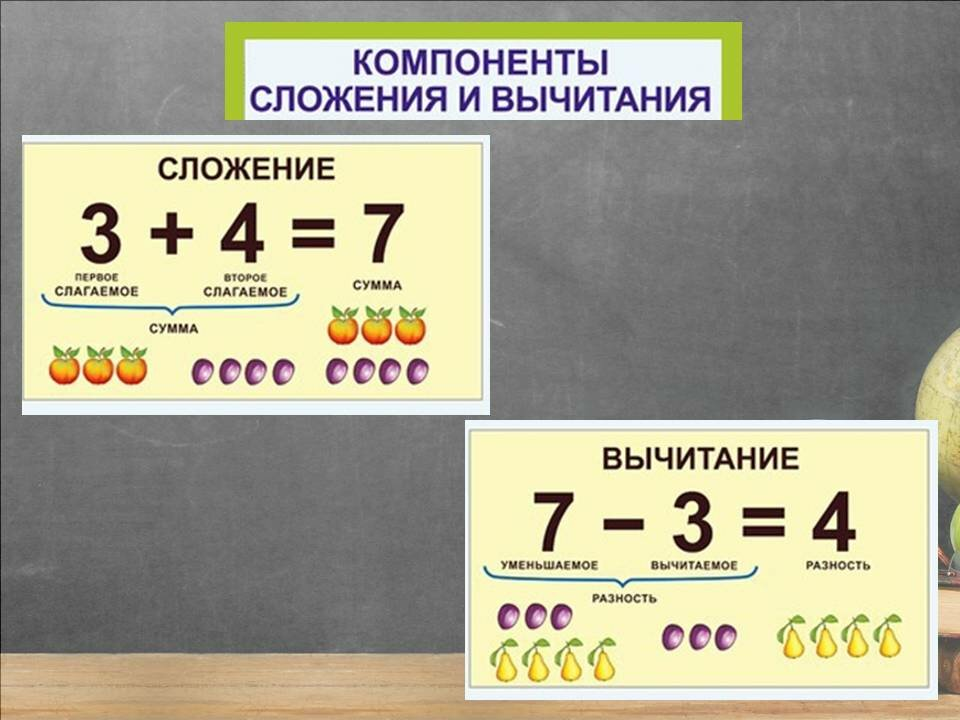 КОМПОНЕНТЫ
СЛОЖЕНИЯ И ВЫЧИТАНИЯ
СЛОЖЕНИЕ
3 + 4 = 7
ПЕРВОЕ СЛАГАЕМОЕ
ВТОРОЕ СЛАГАЕМОЕ
СУММА
СУММА
ВЫЧИТАНИЕ
7 – 3 = 4
УМЕНЬШАЕМОЕ ВЫЧИТАЕМОЕ РАЗНОСТЬ
РАЗНОСТЬ